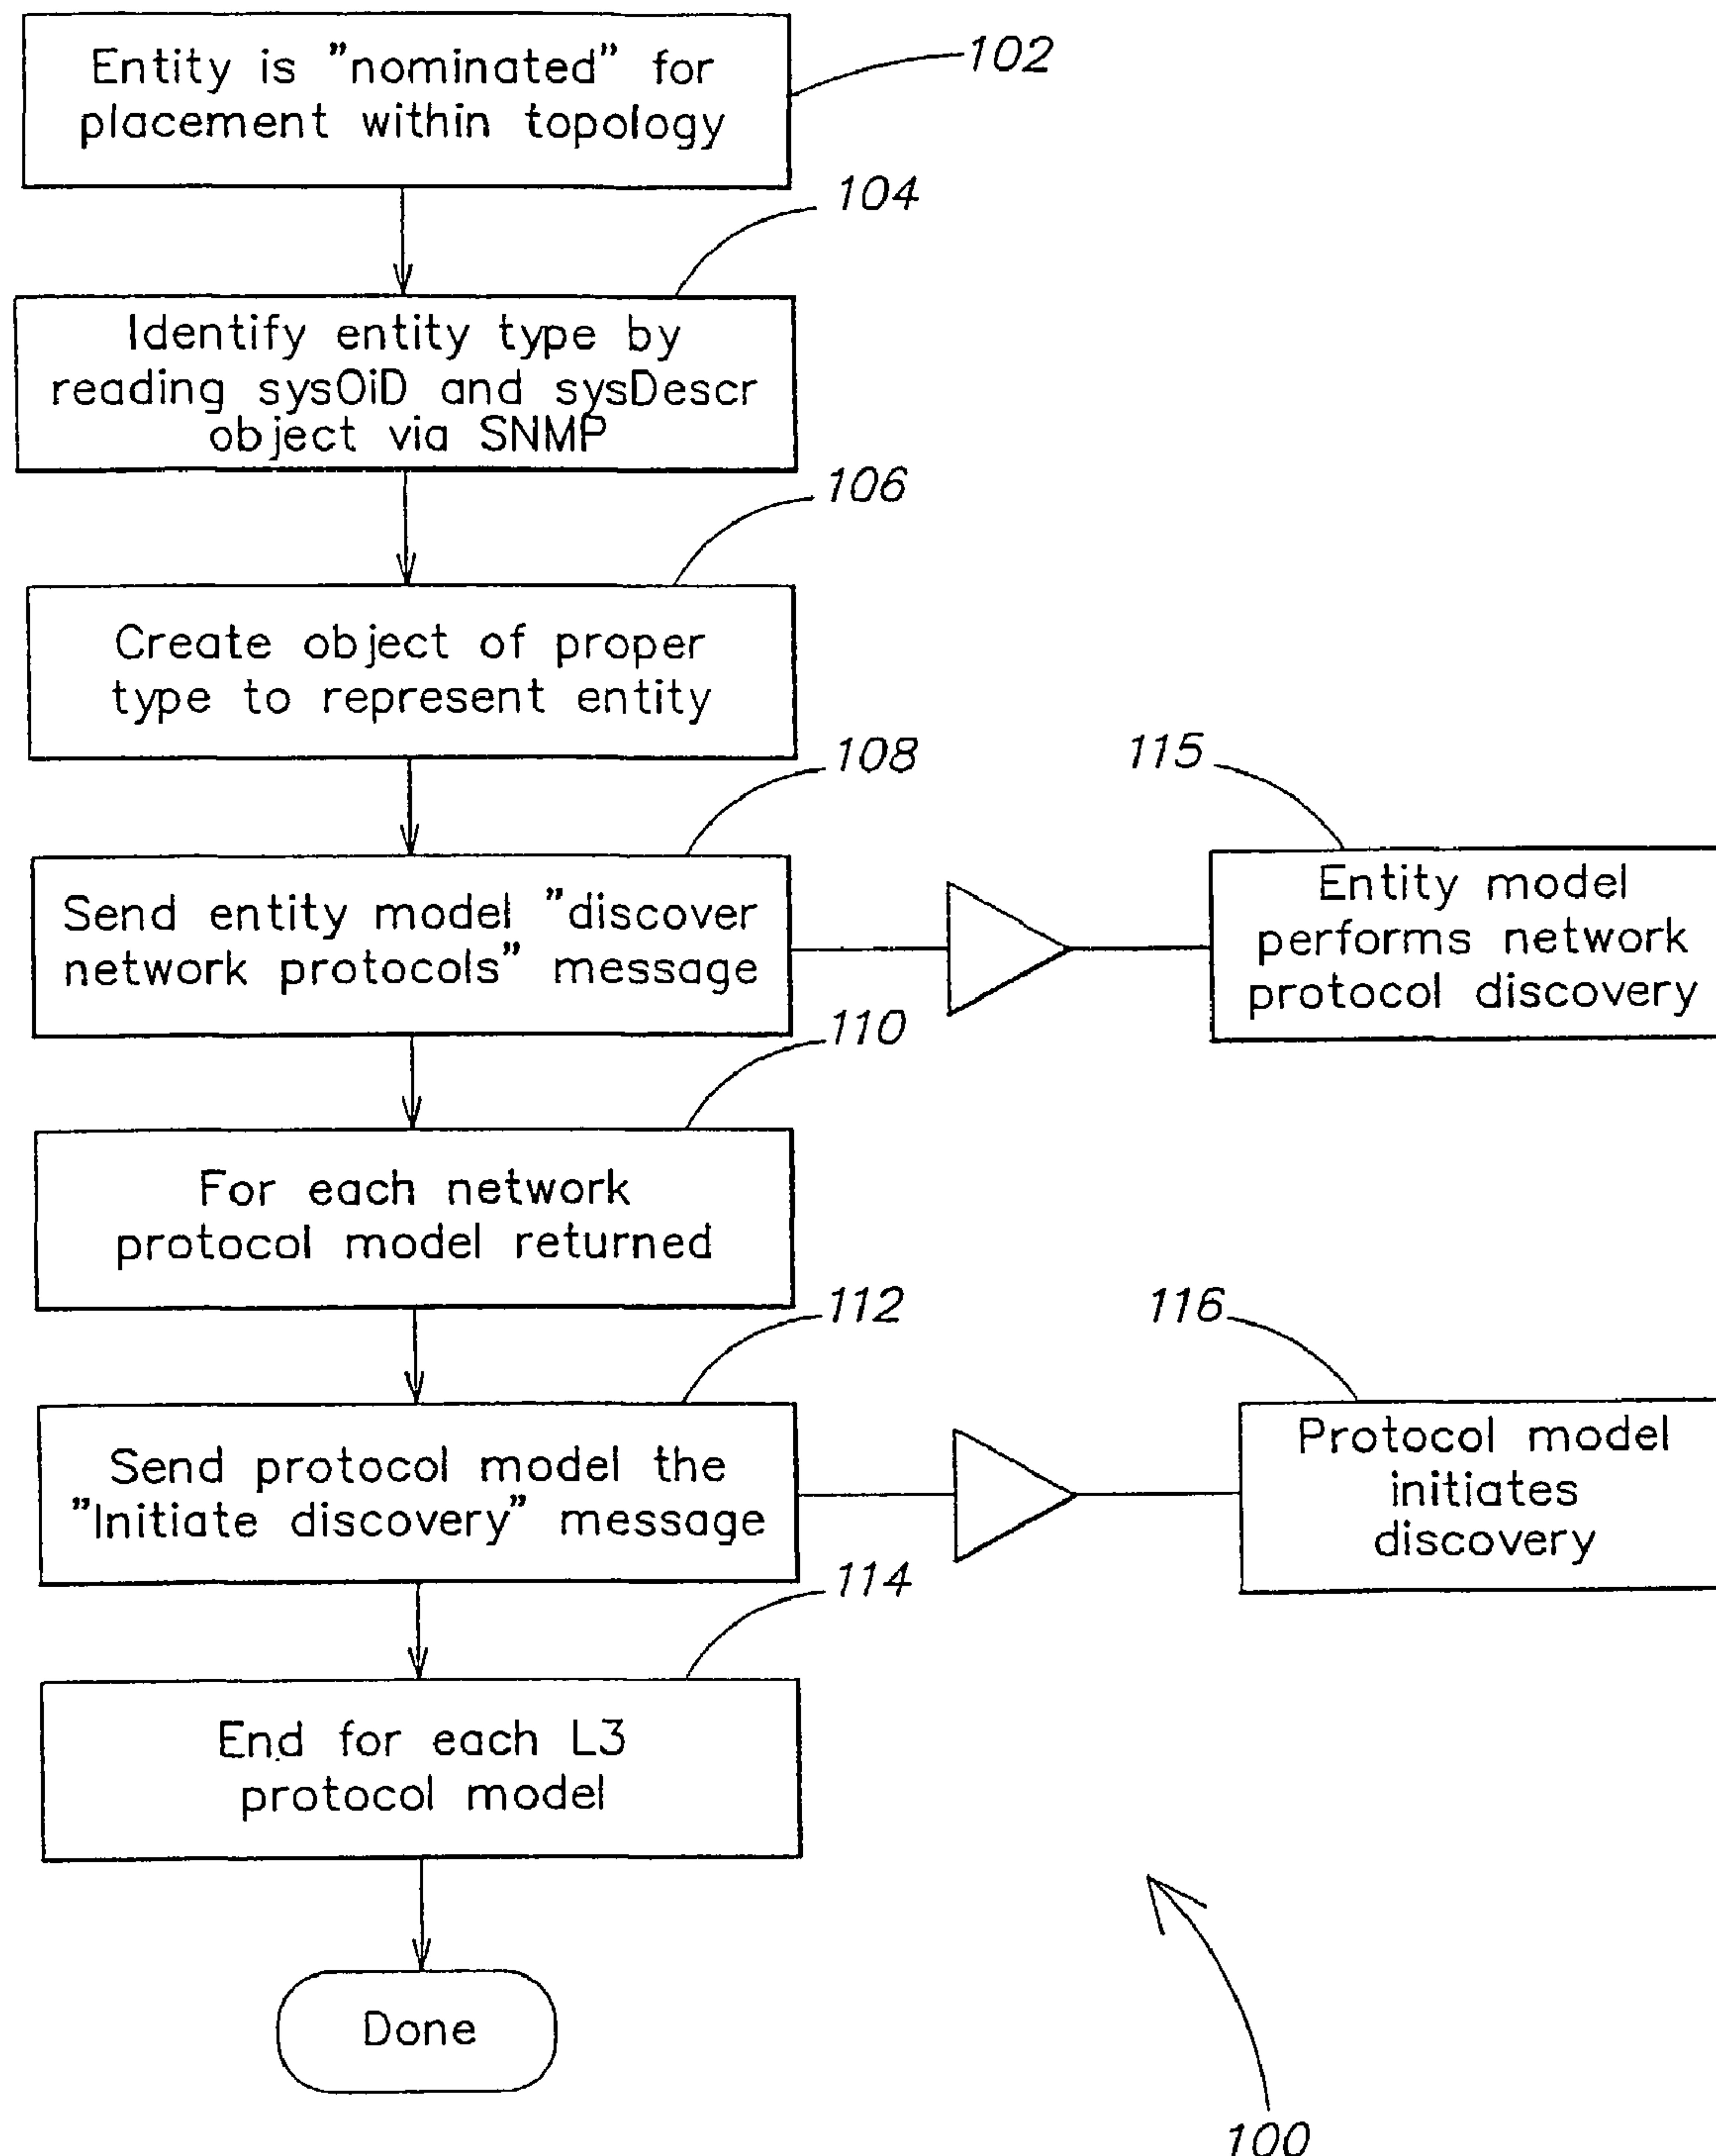 Entity is "nominated" for
placement within topology
102
104
Identify entity type by
reading sysOiD and sysDescr
object via SNMP
106
Create object of proper
type to represent entity
108
115
Send entity model "discover
network protocols" message
Entity model
performs network
protocol discovery
110
For each network
protocol model returned
112
116
Send protocol model the
"Initiate discovery" message
Protocol model
initiates
discovery
114
End for each L3
protocol model
Done
100